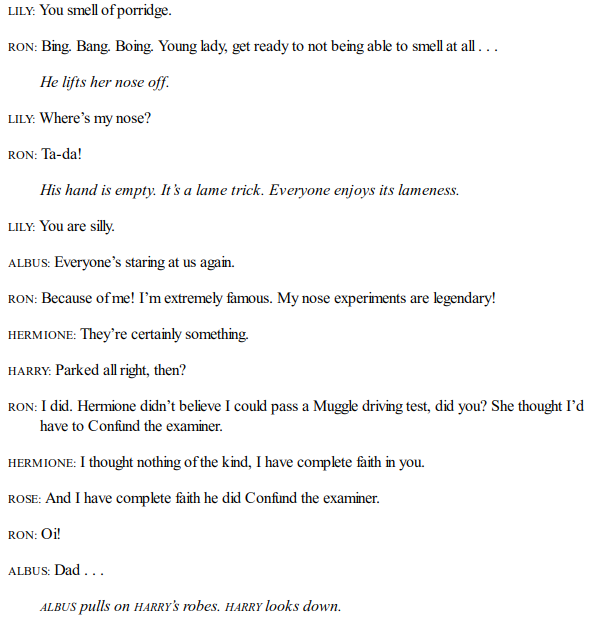 LILY: You smell of porridge.
RON: Bing. Bang. Boing. Young lady, get ready to not being able to smell at all . . .
He lifts her nose off.
LILY: Where’s my nose?
RON: Ta-da!
His hand is empty. It’s a lame trick. Everyone enjoys its lameness.
LILY: You are silly.
ALBUS: Everyone’s staring at us again.
RON: Because of me! I’m extremely famous. My nose experiments are legendary!
HERMIONE: They’re certainly something.
HARRY: Parked all right, then?
RON: I did. Hermione didn’t believe I could pass a Muggle driving test, did you? She thought I’d
have to Confund the examiner.
HERMIONE: I thought nothing of the kind, I have complete faith in you.
ROSE: And I have complete faith he did Confund the examiner.
RON: Oi!
ALBUS: Dad . . .
ALBUS pulls on HARRY’s robes. HARRY looks down.